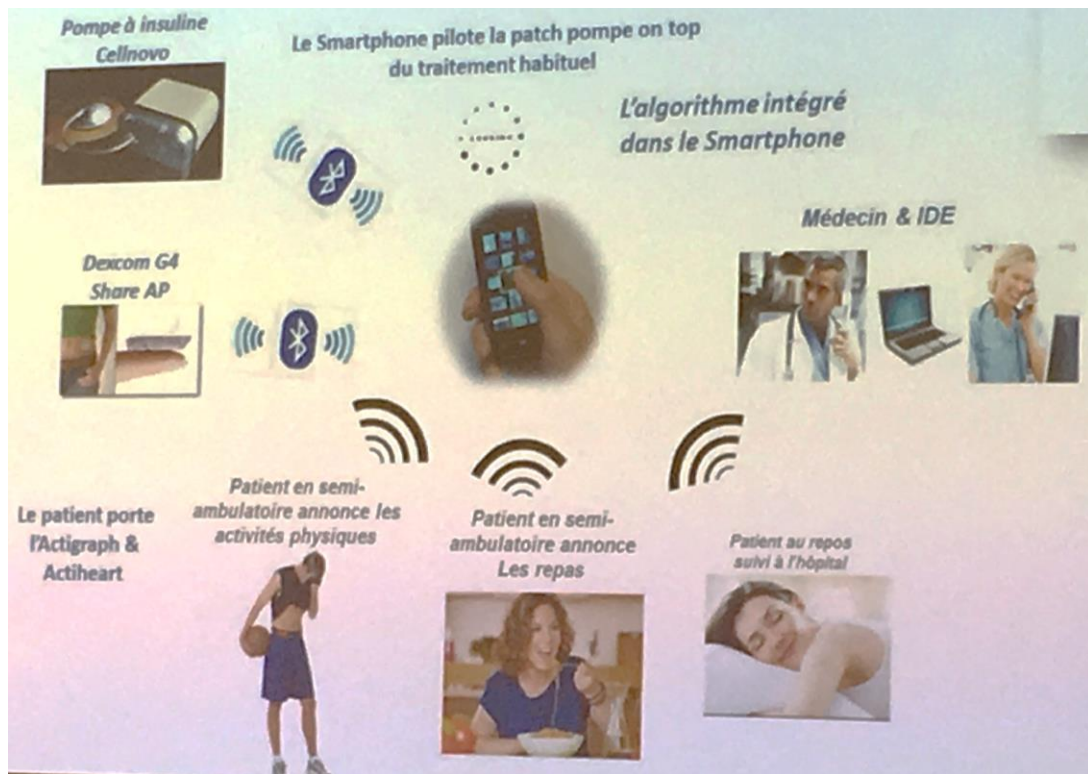 Pompe à insuline
Cellnovo
Le Smartphone pilote la patch pompe on top
du traitement habituel
L'algorithme intégré
dans le Smartphone
Médecin & IDE
Dexcom G4
Share AP
Patient en semi-
ambulatoire annonce les
activités physiques
Le patient porte
l'Actigraph &
Actiheart
Patient en semi-
ambulatoire annonce
Les repas
Patient au repos
suivi à l'hôpital